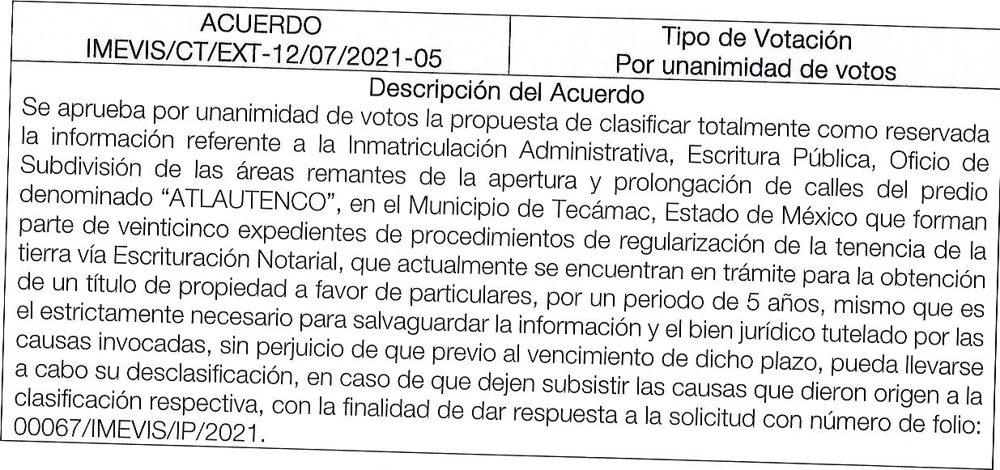 ACUERDO
IMEVIS/CT/EXT-12/07/2021-05
Tipo de Votación
Por unanimidad de votos
Descripción del Acuerdo
Se aprueba por unanimidad de votos la propuesta de clasificar totalmente como reservada
la información referente a la Inmatriculación Administrativa, Escritura Pública, Oficio de
Subdivisión de las áreas remantes de la apertura y prolongación de calles del predio
denominado “ATLAUTENCO”, en el Municipio de Tecámac, Estado de México que forman
parte de veinticinco expedientes de procedimientos de regularización de la tenencia de la
tierra vía Escrituración Notarial, que actualmente se encuentran en trámite para la obtención
de un título de propiedad a favor de particulares, por un periodo de 5 años, mismo que es
el estrictamente necesario para salvaguardar la información y el bien jurídico tutelado por las
causas invocadas, sin perjuicio de que previo al vencimiento de dicho plazo, pueda llevarse
a cabo su desclasificación, en caso de que dejen subsistir las causas que dieron origen a la
clasificación respectiva, con la finalidad de dar respuesta a la solicitud con número de folio:
00067/IMEVIS/IP/2021.